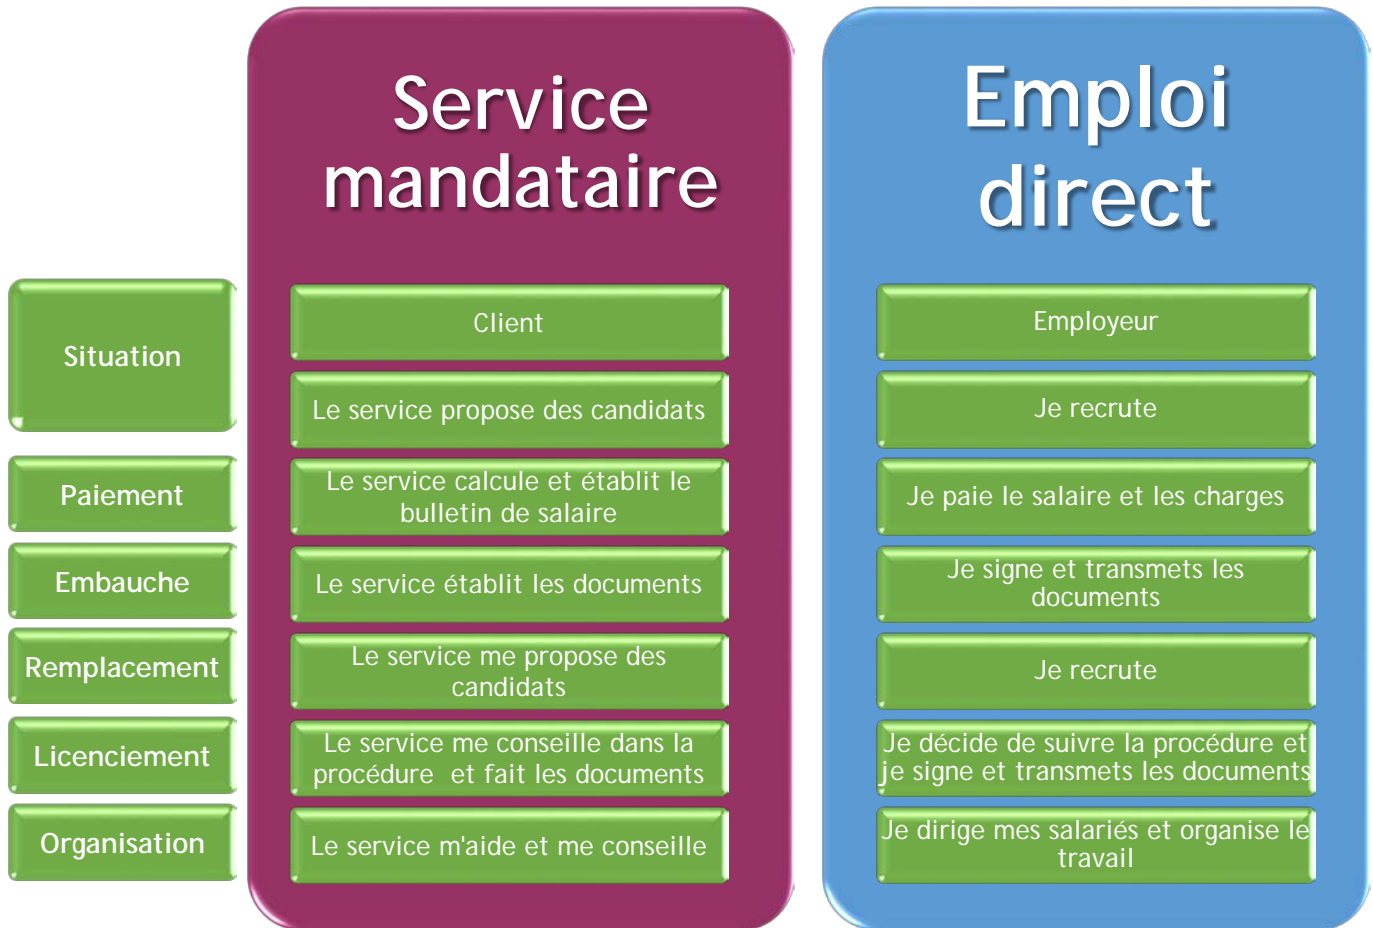 Service
mandataire
Emploi
direct
Situation
Client
Employeur
Le service propose des candidats
Je recrute
Paiement
Le service calcule et établit le
bulletin de salaire
Je paie le salaire et les charges
Embauche
Le service établit les documents
Je signe et transmets les
documents
Remplacement
Le service me propose des
candidats
Je recrute
Licenciement
Le service me conseille dans la
procédure et fait les documents
Je décide de suivre la procédure et
je signe et transmets les documents
Organisation
Le service m'aide et me conseille
Je dirige mes salariés et organise le
travail